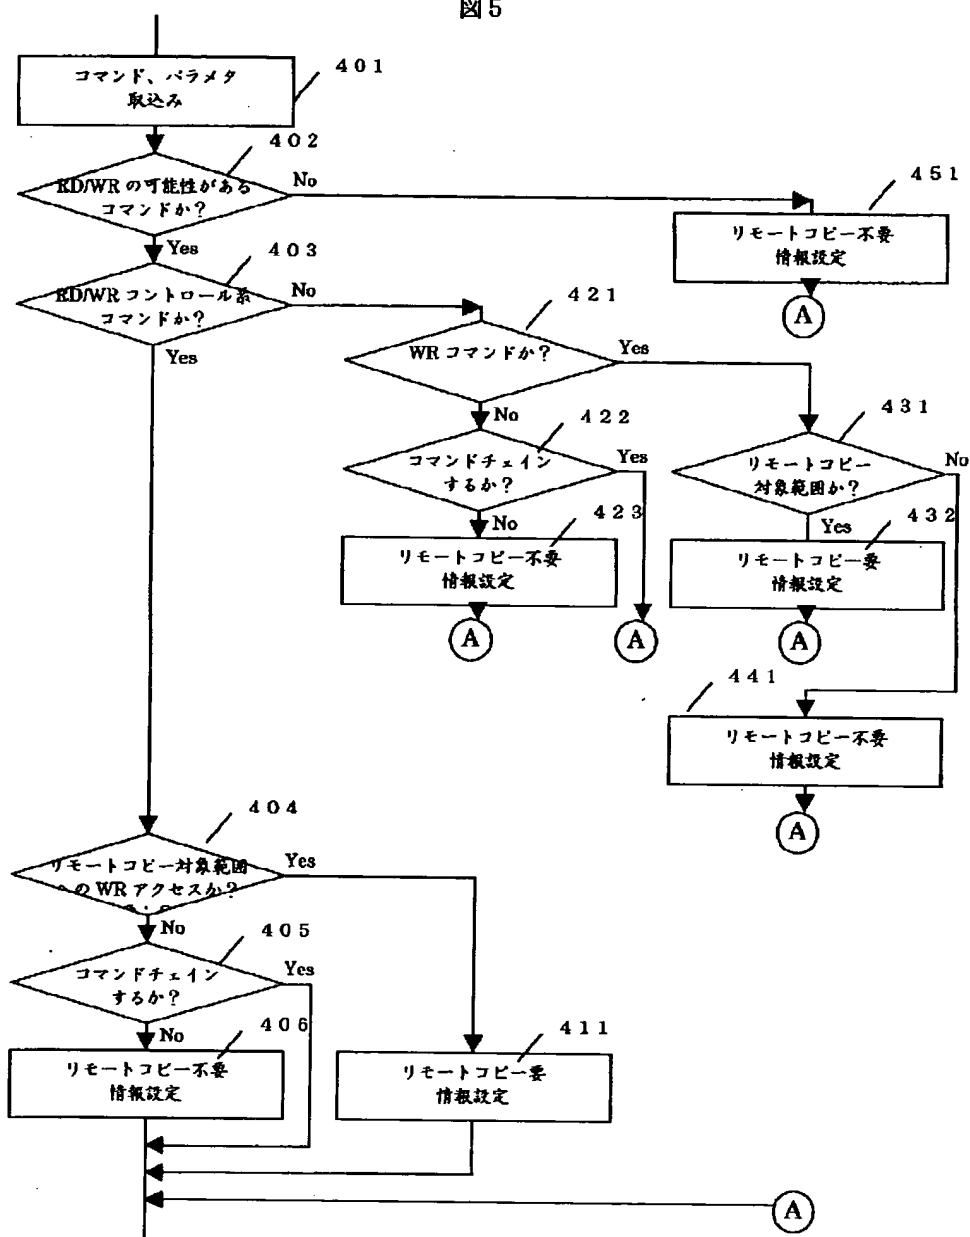 図5
コマンド、パラメタ
取込み
401
402
RD/WRの可能性がある
コマンドか?
No
451
リモートコピー不要
情報設定
A
Yes
403
RD/WRコントロール系
コマンドか?
No
421
WRコマンドか?
Yes
Yes
No
422
コマンドチェイン
するか?
Yes
431
リモートコピー
対象範囲か?
No
No
423
リモートコピー不要
情報設定
A
A
Yes
432
リモートコピー要
情報設定
A
441
リモートコピー不要
情報設定
A
404
リモートコピー対象範囲
へのWRアクセスか?
Yes
No
405
コマンドチェイン
するか?
Yes
No
406
リモートコピー不要
情報設定
411
リモートコピー要
情報設定
A